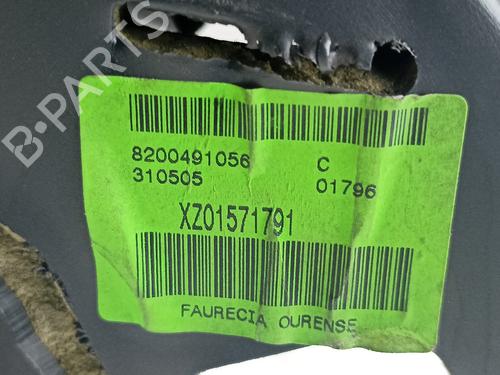 B-PARTS
8200491056 C
310505 01796
XZ01571791
FAURECIA OURENSE